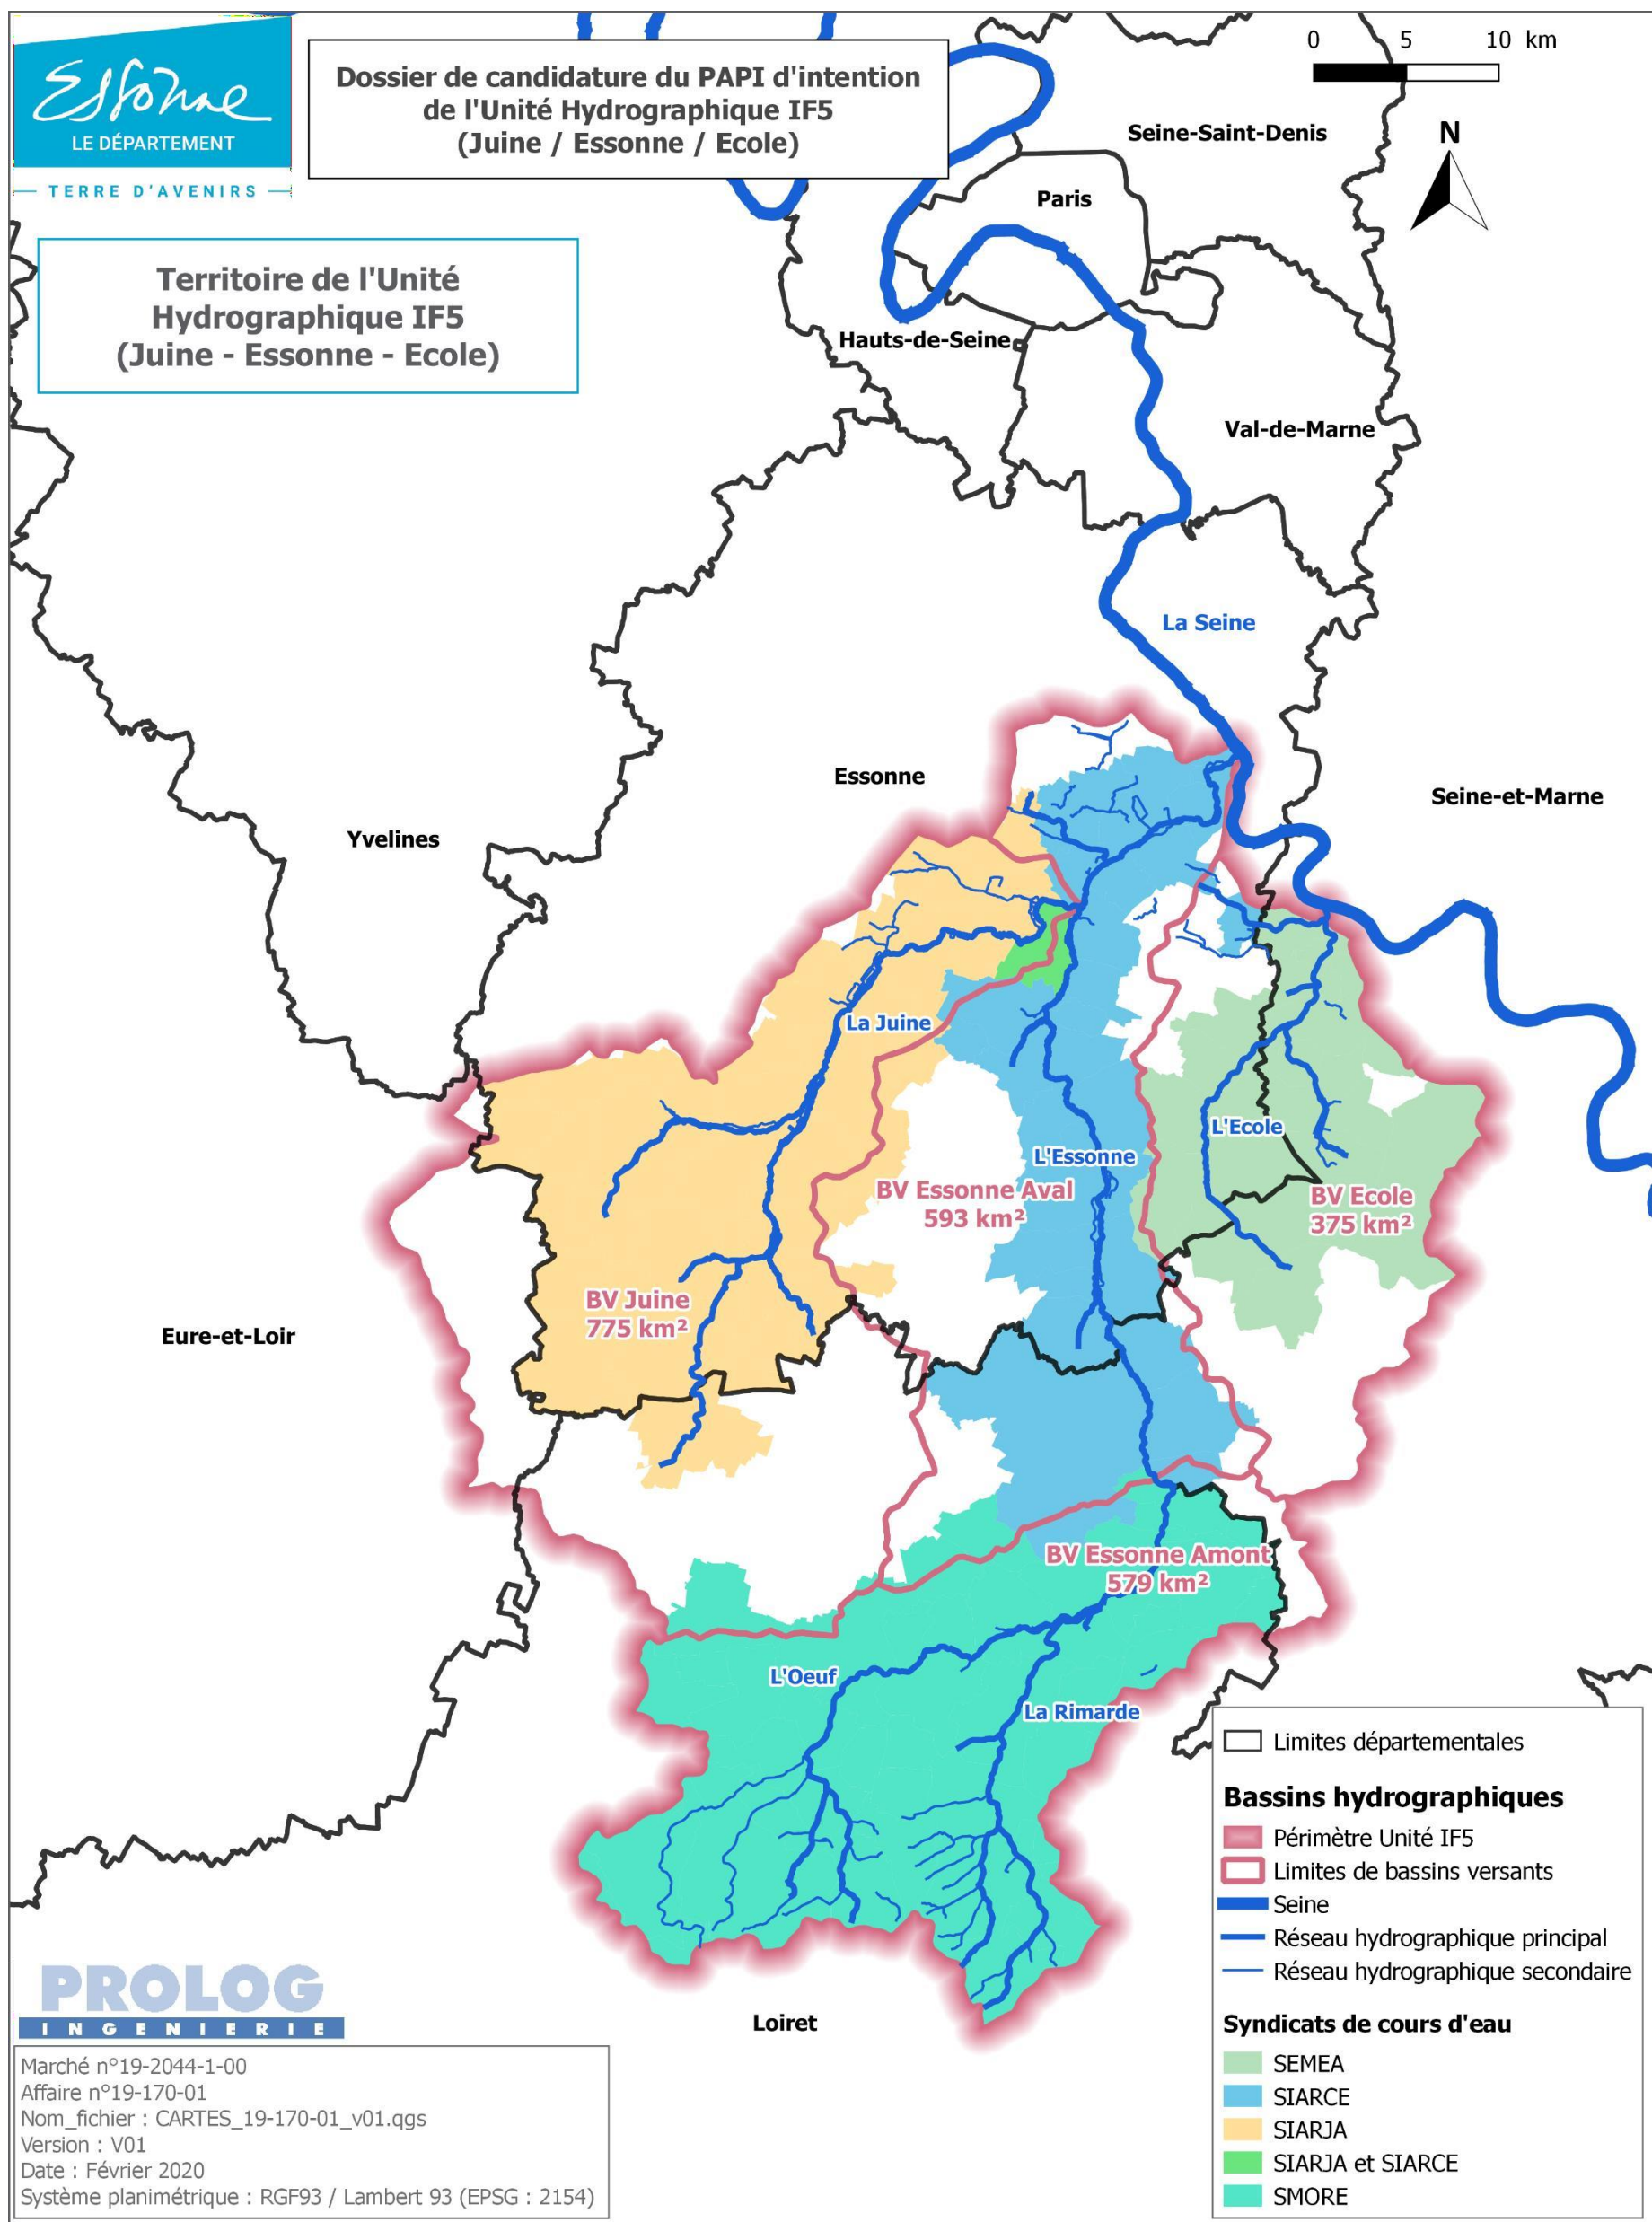 Essonne
LE DÉPARTEMENT
TERRE D'AVENIRS
Dossier de candidature du PAPI d'intention
de l'Unité Hydrographique IF5
(Juine / Essonne / Ecole)
0 5 10 km
N
Territoire de l'Unité
Hydrographique IF5
(Juine - Essonne - Ecole)
Seine-Saint-Denis
Paris
Hauts-de-Seine
Val-de-Marne
La Seine
Essonne
Seine-et-Marne
Yvelines
La Juine
L'Ecole
L'Essonne
BV Essonne Aval
593 km²
BV Ecole
375 km²
BV Juine
775 km²
Eure-et-Loir
BV Essonne Amont
579 km²
L'Oeuf
La Rimarde
Loiret
Limites départementales
Bassins hydrographiques
Périmètre Unité IF5
Limites de bassins versants
Seine
Réseau hydrographique principal
Réseau hydrographique secondaire
Syndicats de cours d'eau
SEMEA
SIARCE
SIARJA
SIARJA et SIARCE
SMORE
PROLOG
INGENIERIE
Marché n°19-2044-1-00
Affaire n°19-170-01
Nom_fichier : CARTES_19-170-01_v01.qgs
Version : V01
Date : Février 2020
Système planimétrique : RGF93 / Lambert 93 (EPSG : 2154)